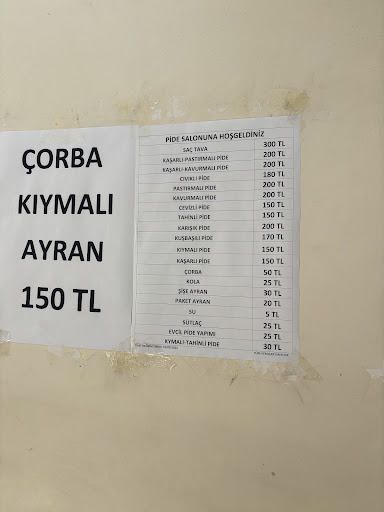 ÇORBA
KIYMALI
AYRAN
150 TL
PİDE SALONUNA HOŞGELDİNİZ
SAÇ TAVA 300 TL
KAŞARLI-PASTIRMALI PİDE 200 TL
KAŞARLI-KAVURMALI PİDE 200 TL
CIVIKLI PİDE 180 TL
PASTIRMALI PİDE 200 TL
KAVURMALI PİDE 200 TL
CEVİZLİ PİDE 150 TL
TAHİNLİ PİDE 150 TL
KARIŞIK PİDE 200 TL
KUŞBAŞILI PİDE 170 TL
KIYMALI PİDE 150 TL
KAŞARLI PİDE 150 TL
ÇORBA 50 TL
KOLA 25 TL
ŞİŞE AYRAN 30 TL
PAKET AYRAN 20 TL
SU 5 TL
SÜTLAÇ 25 TL
EVCİL PİDE YAPIMI 25 TL
KYMALI-TAHİNLİ PİDE 30 TL